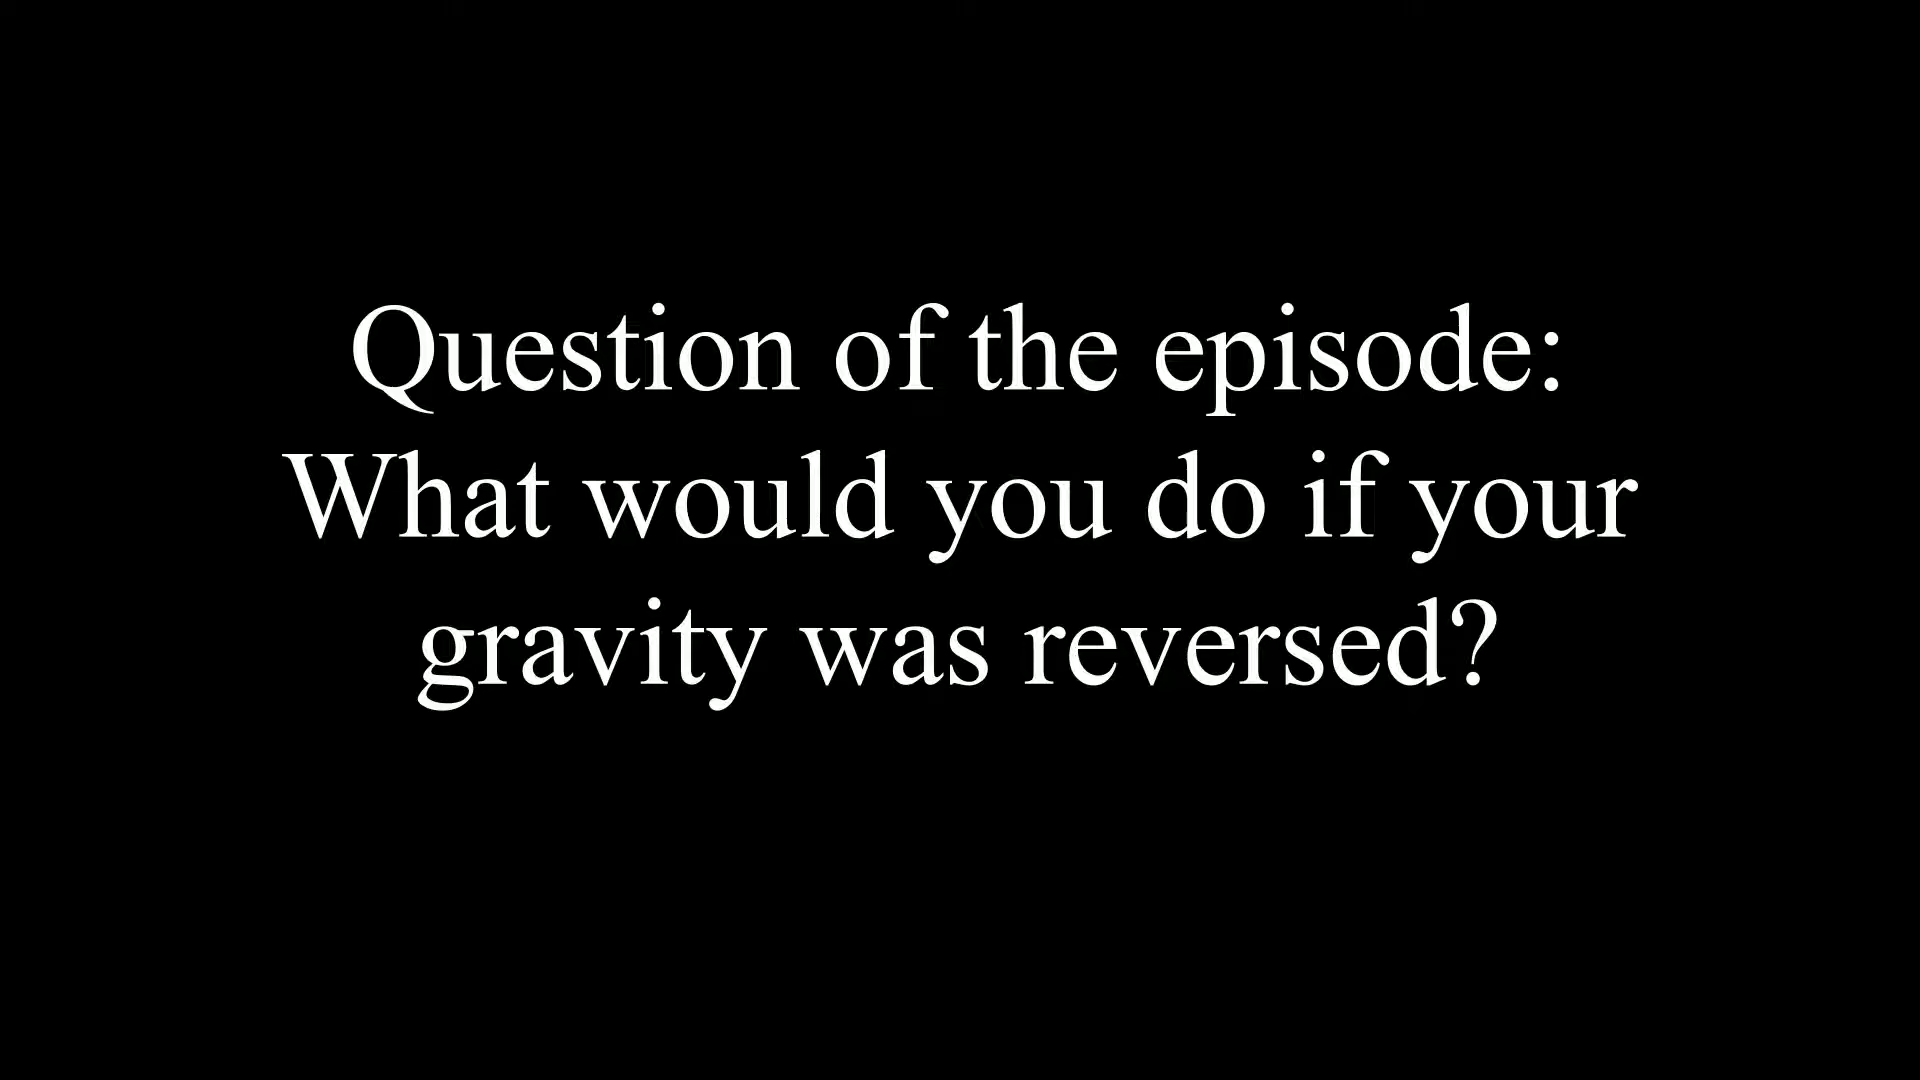 Question of the episode:
What would you do if your
gravity was reversed?